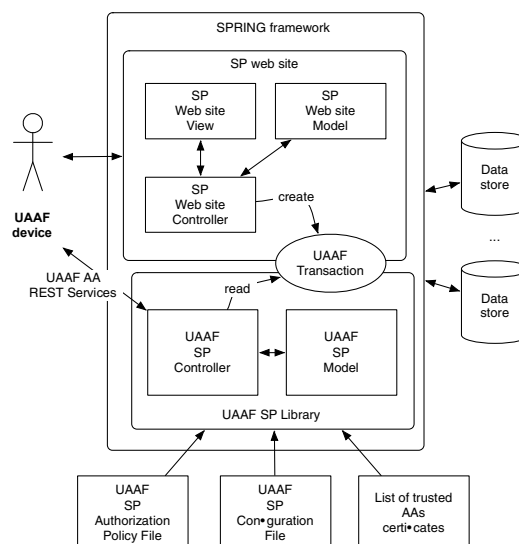 SPRING framework
SP web site
SP
Web site
View
SP
Web site
Model
SP
Web site
Controller
create
UAAF
device
Data
store
...
UAAF
Transaction
UAAF AA
REST Services
read
Data
store
UAAF
SP
Controller
UAAF
SP
Model
UAAF SP Library
UAAF
SP
Authorization
Policy File
UAAF
SP
Con•guration
File
List of trusted
AAs
certi•cates